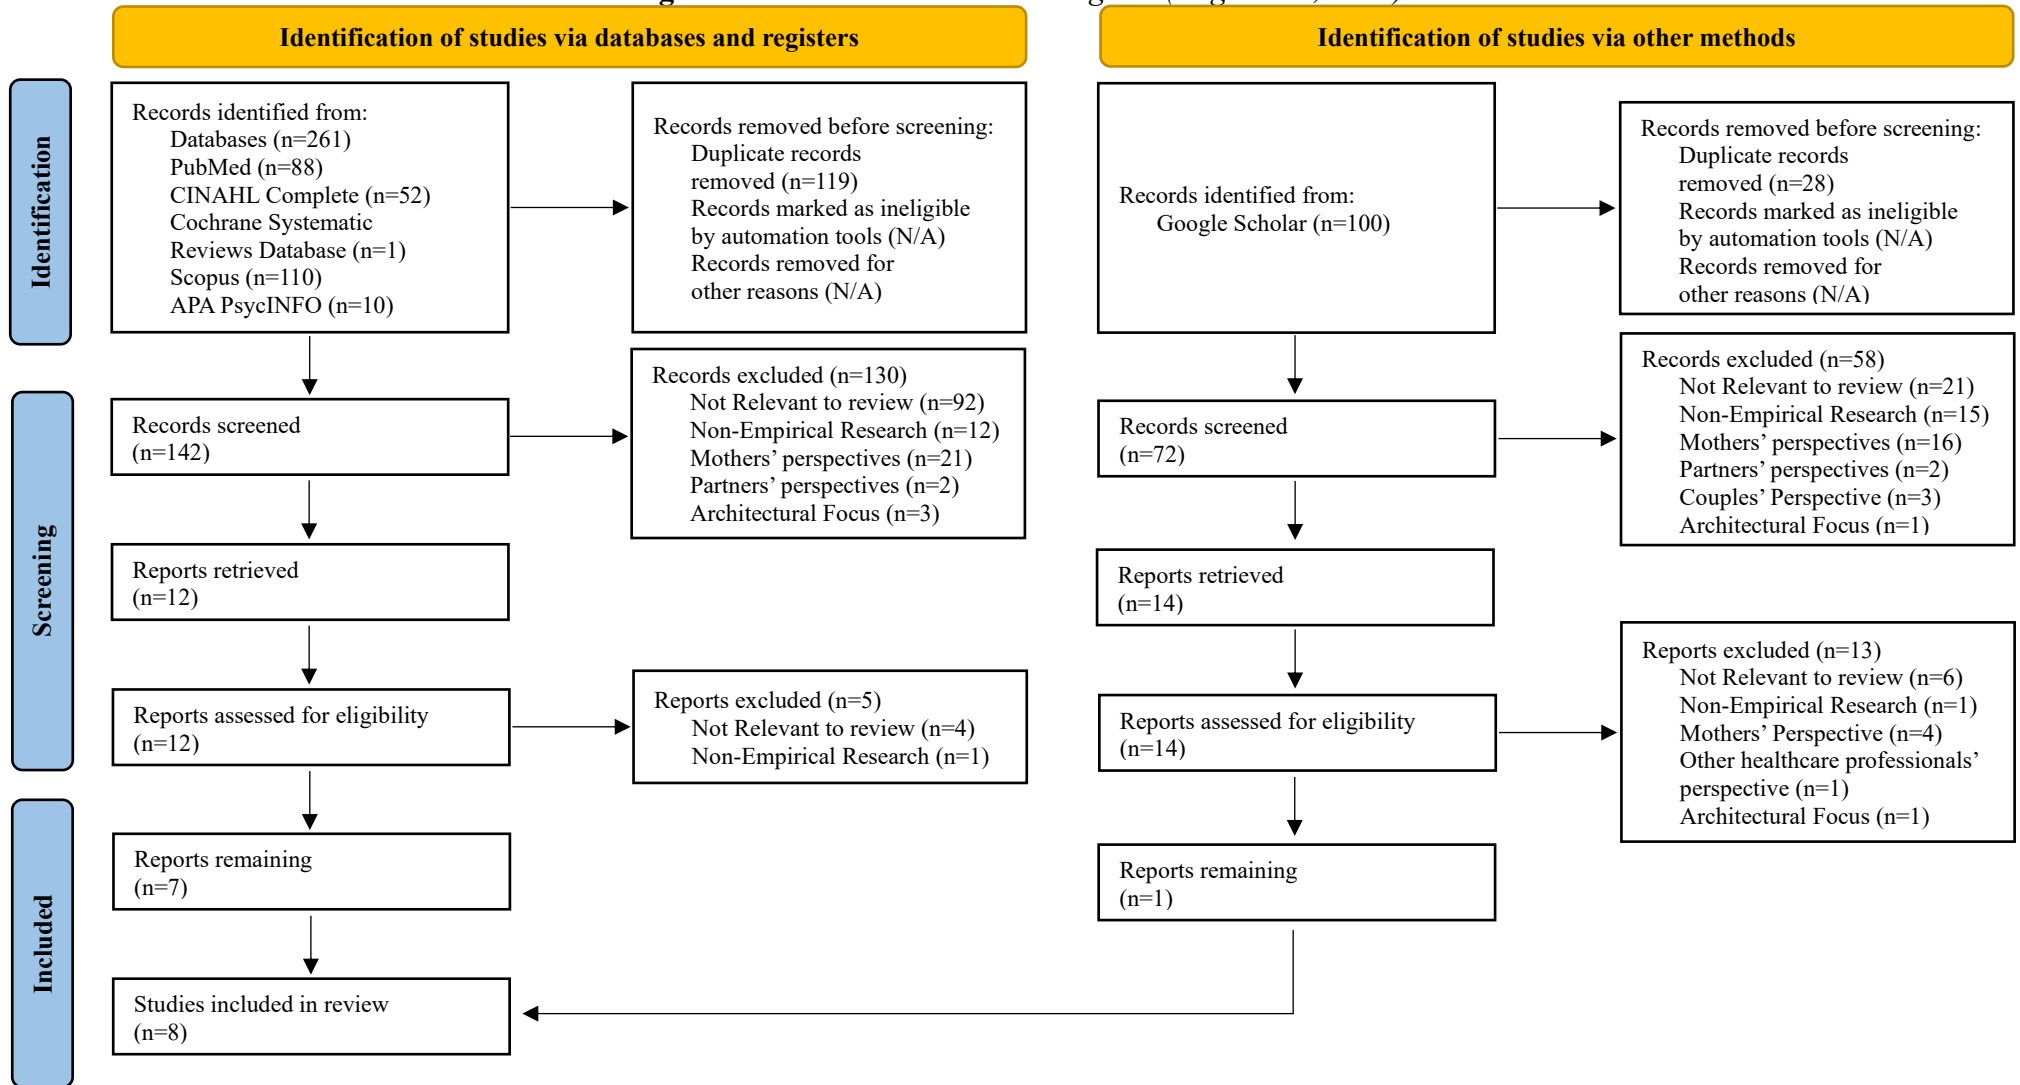 Identification of studies via databases and registers
Identification of studies via other methods
Identification
Records identified from:
Databases (n=261)
PubMed (n=88)
CINAHL Complete (n=52)
Cochrane Systematic
Reviews Database (n=1)
Scopus (n=110)
APA PsycINFO (n=10)
Records removed before screening:
Duplicate records
removed (n=119)
Records marked as ineligible
by automation tools (N/A)
Records removed for
other reasons (N/A)
Records identified from:
Google Scholar (n=100)
Records removed before screening:
Duplicate records
removed (n=28)
Records marked as ineligible
by automation tools (N/A)
Records removed for
other reasons (N/A)
Screening
Records screened
(n=142)
Records excluded (n=130)
Not Relevant to review (n=92)
Non-Empirical Research (n=12)
Mothers’ perspectives (n=21)
Partners’ perspectives (n=2)
Architectural Focus (n=3)
Records screened
(n=72)
Records excluded (n=58)
Not Relevant to review (n=21)
Non-Empirical Research (n=15)
Mothers’ perspectives (n=16)
Partners’ perspectives (n=2)
Couples’ Perspective (n=3)
Architectural Focus (n=1)
Reports retrieved
(n=12)
Reports retrieved
(n=14)
Reports assessed for eligibility
(n=12)
Reports excluded (n=5)
Not Relevant to review (n=4)
Non-Empirical Research (n=1)
Reports assessed for eligibility
(n=14)
Reports excluded (n=13)
Not Relevant to review (n=6)
Non-Empirical Research (n=1)
Mothers’ Perspective (n=4)
Other healthcare professionals’
perspective (n=1)
Architectural Focus (n=1)
Included
Reports remaining
(n=7)
Reports remaining
(n=1)
Studies included in review
(n=8)